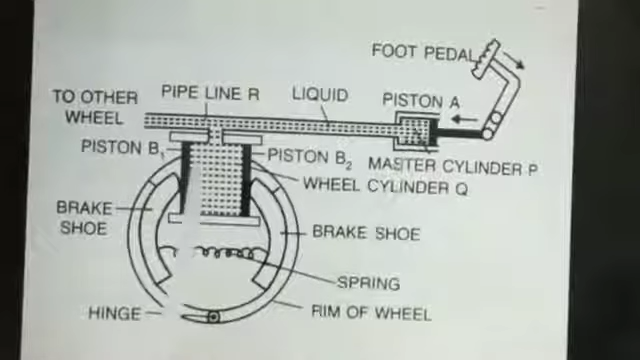 FOOT PEDAL
TO OTHER
WHEEL
PIPE LINE R
LIQUID
PISTON A
PISTON B1
PISTON B2
MASTER CYLINDER P
WHEEL CYLINDER Q
BRAKE
SHOE
BRAKE SHOE
SPRING
HINGE
RIM OF WHEEL